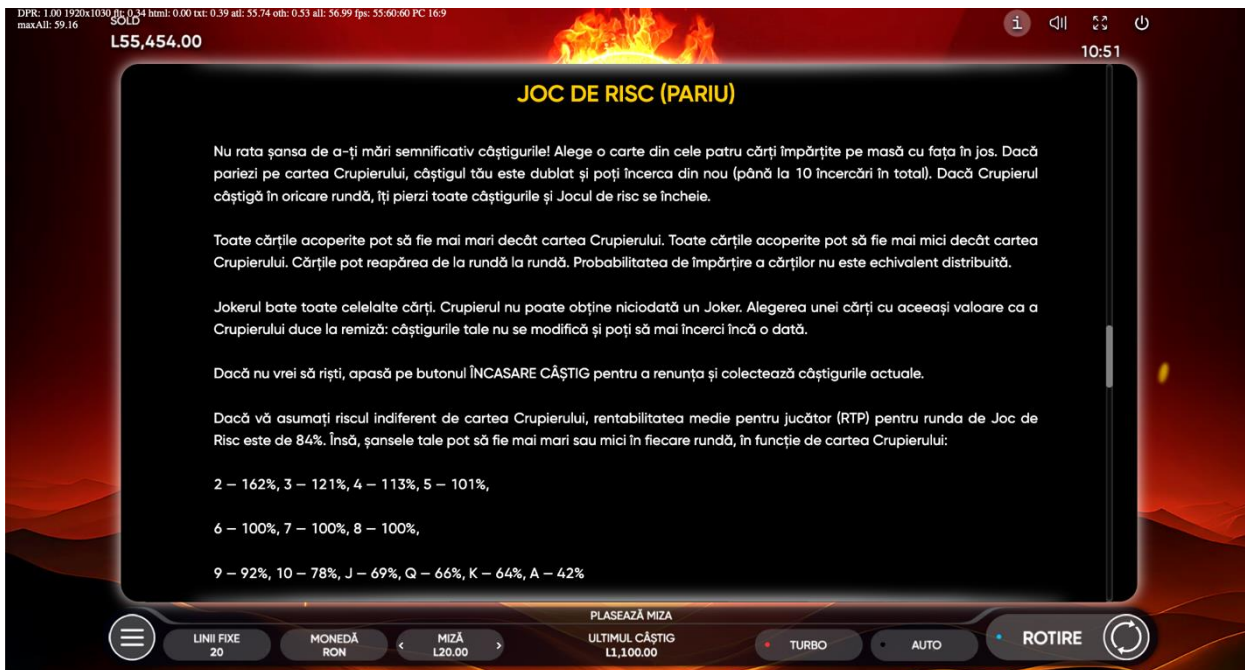 DPR: 1.00 1920x1030 flt: 0.34 html: 0.00 txt: 0.39 atl: 55.74 oth: 0.53 all: 56.99 fps: 55:60:60 PC 16:9
maxAll: 59.16
SOLD
L55,454.00
10:51
JOC DE RISC (PARIU)
Nu rata șansa de a-ți mări semnificativ câștigurile! Alege o carte din cele patru cărți împărțite pe masă cu fața în jos. Dacă
pariezi pe cartea Crupierului, câștigul tău este dublat și poți încerca din nou (până la 10 încercări în total). Dacă Crupierul
câștigă în oricare rundă, îți pierzi toate câștigurile și Jocul de risc se încheie.
Toate cărțile acoperite pot să fie mai mari decât cartea Crupierului. Toate cărțile acoperite pot să fie mai mici decât cartea
Crupierului. Cărțile pot reapărea de la rundă la rundă. Probabilitatea de împărțire a cărților nu este echivalent distribuită.
Jokerul bate toate celelalte cărți. Crupierul nu poate obține niciodată un Joker. Alegerea unei cărți cu aceeași valoare ca a
Crupierului duce la remiză: câștigurile tale nu se modifică și poți să mai încerci încă o dată.
Dacă nu vrei să riști, apasă pe butonul ÎNCASARE CÂȘTIG pentru a renunța și colectează câștigurile actuale.
Dacă vă asumați riscul indiferent de cartea Crupierului, rentabilitatea medie pentru jucător (RTP) pentru runda de Joc de
Risc este de 84%. Însă, șansele tale pot să fie mai mari sau mici în fiecare rundă, în funcție de cartea Crupierului:
2 – 162%, 3 – 121%, 4 – 113%, 5 – 101%,
6 – 100%, 7 – 100%, 8 – 100%,
9 – 92%, 10 – 78%, J – 69%, Q – 66%, K – 64%, A – 42%
PLASEAZĂ MIZA
LINII FIXE
20
MONEDĂ
RON
MIZĂ
L20.00
ULTIMUL CÂȘTIG
L1,100.00
TURBO
AUTO
ROTIRE